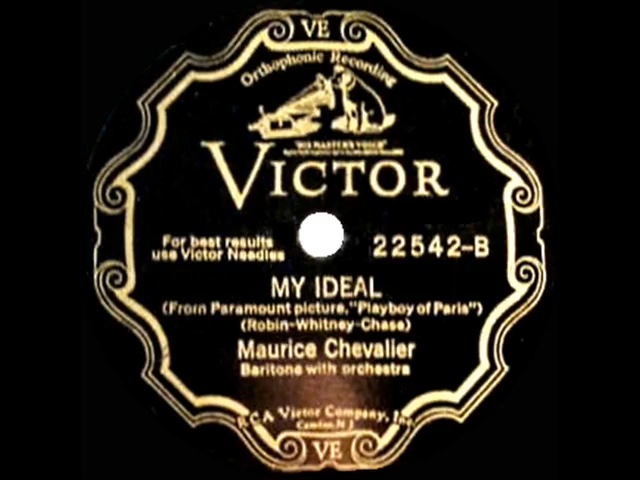 VE
Orthophonic Recording
"HIS MASTER'S VOICE"
VICTOR
For best results
use Victor Needles
22542-B
MY IDEAL
(From Paramount picture, "Playboy of Paris")
(Robin-Whitney-Chase)
Maurice Chevalier
Baritone with orchestra
RCA Victor Company, Inc.
Camden, N J
VE